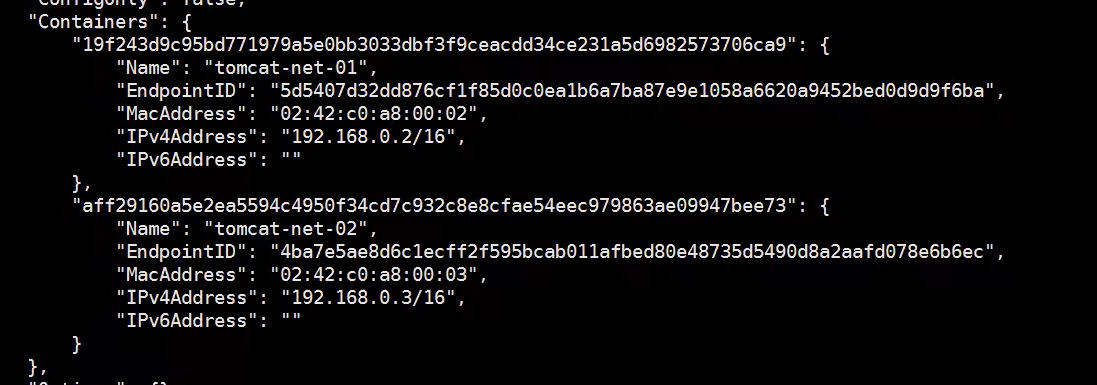 "ConfigOnly": false,
"Containers": {
"19f243d9c95bd771979a5e0bb3033dbf3f9ceacdd34ce231a5d6982573706ca9": {
"Name": "tomcat-net-01",
"EndpointID": "5d5407d32dd876cf1f85d0c0ea1b6a7ba87e9e1058a6620a9452bed0d9d9f6ba",
"MacAddress": "02:42:c0:a8:00:02",
"IPv4Address": "192.168.0.2/16",
"IPv6Address": ""
},
"aff29160a5e2ea5594c4950f34cd7c932c8e8cfae54eec979863ae09947bee73": {
"Name": "tomcat-net-02",
"EndpointID": "4ba7e5ae8d6c1ecff2f595bcab011afbed80e48735d5490d8a2aafd078e6b6ec",
"MacAddress": "02:42:c0:a8:00:03",
"IPv4Address": "192.168.0.3/16",
"IPv6Address": ""
}
},
"Options": {},